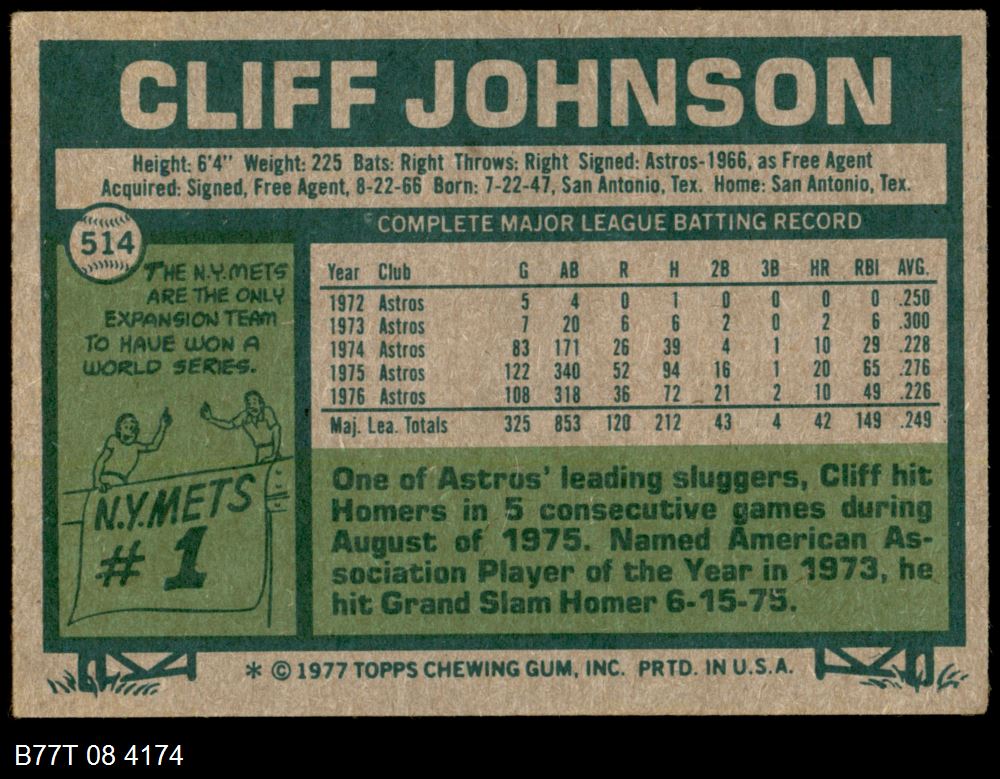 CLIFF JOHNSON
Height: 6'4" Weight: 225 Bats: Right Throws: Right Signed: Astros-1966, as Free Agent
Acquired: Signed, Free Agent, 8-22-66 Born: 7-22-47, San Antonio, Tex. Home: San Antonio, Tex.
514
THE N.Y. METS
ARE THE ONLY
EXPANSION TEAM
TO HAVE WON A
WORLD SERIES.
N.Y. METS
# 1
COMPLETE MAJOR LEAGUE BATTING RECORD
Year Club G AB R H 2B 3B HR RBI AVG.
1972 Astros 5 4 0 1 0 0 0 0 .250
1973 Astros 7 20 6 6 2 0 2 6 .300
1974 Astros 83 171 26 39 4 1 10 29 .228
1975 Astros 122 340 52 94 16 1 20 65 .276
1976 Astros 108 318 36 72 21 2 10 49 .226
Maj. Lea. Totals 325 853 120 212 43 4 42 149 .249
One of Astros' leading sluggers, Cliff hit
Homers in 5 consecutive games during
August of 1975. Named American As-
sociation Player of the Year in 1973, he
hit Grand Slam Homer 6-15-75.
* © 1977 TOPPS CHEWING GUM, INC. PRTD. IN U.S.A.
B77T 08 4174